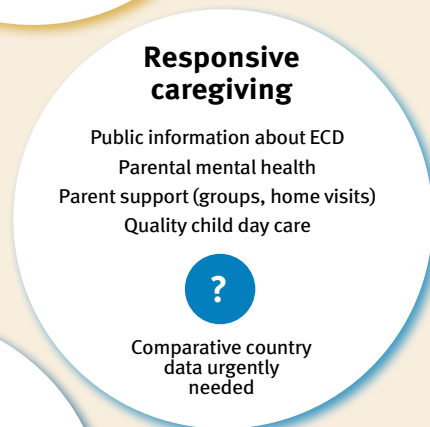 Responsive
caregiving
Public information about ECD
Parental mental health
Parent support (groups, home visits)
Quality child day care
?
Comparative country
data urgently
needed